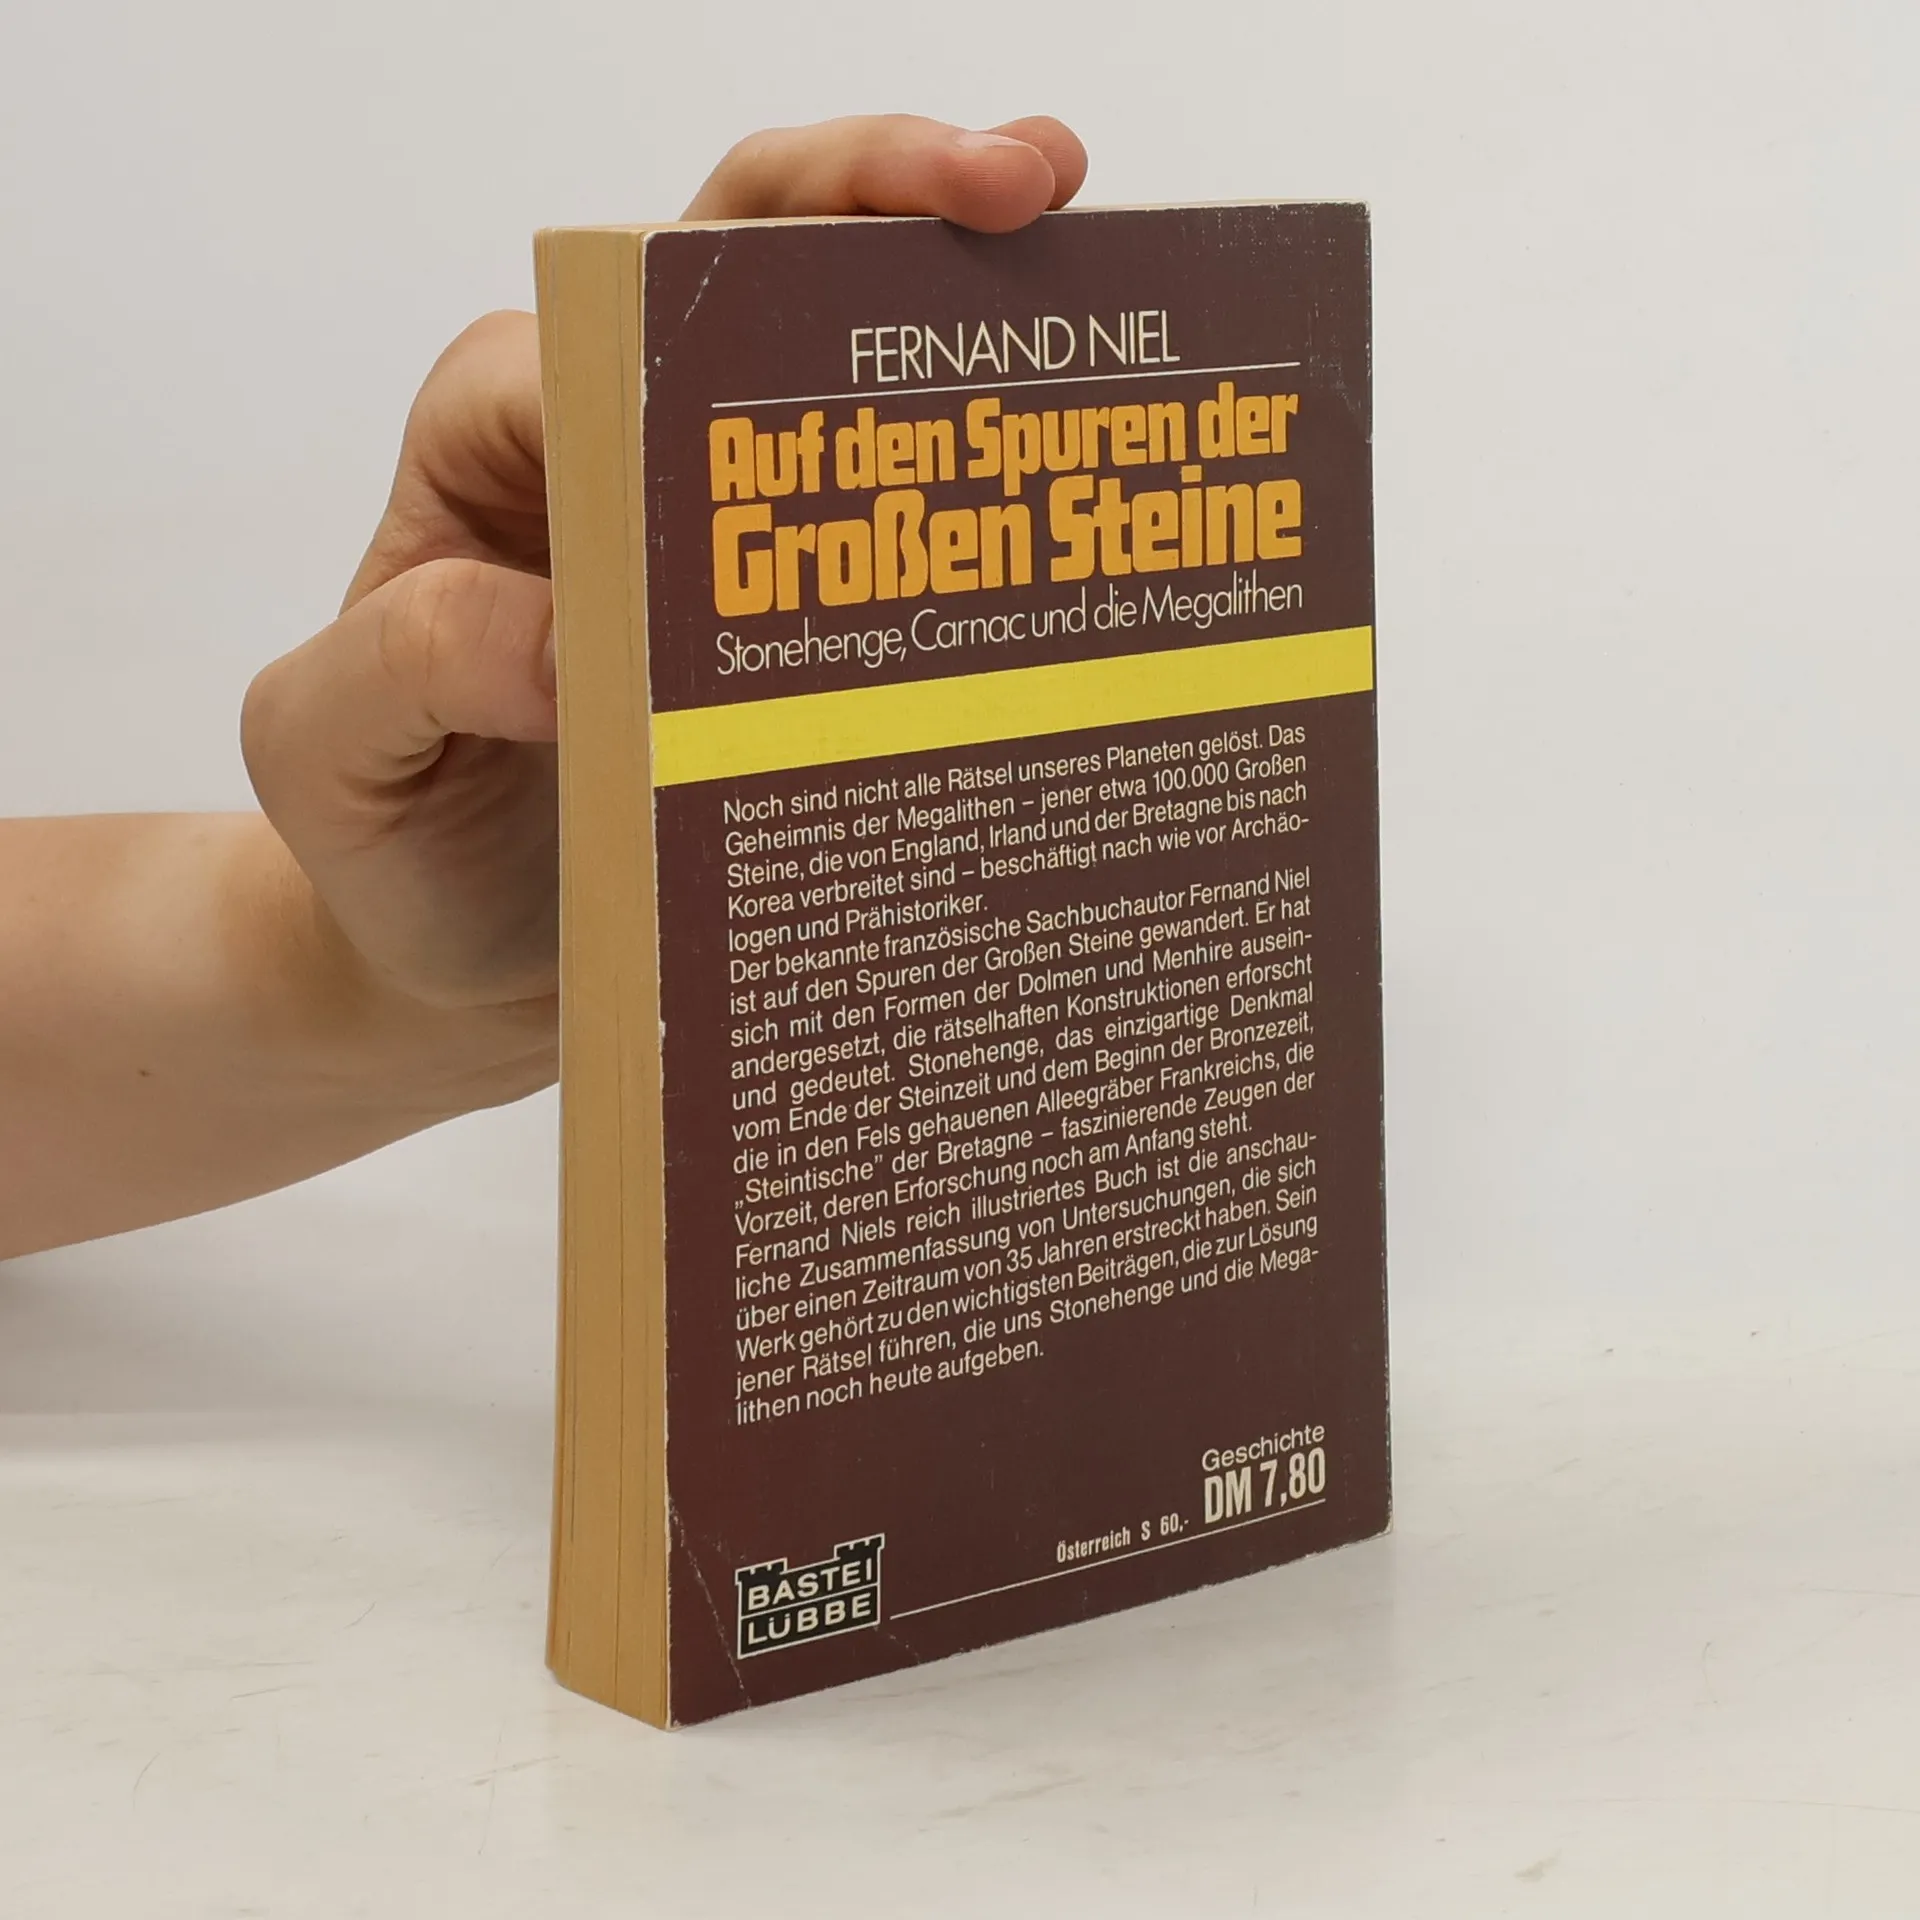 FERNAND NIEL
Auf den Spuren der
Großen Steine
Stonehenge, Carnac und die Megalithen
Noch sind nicht alle Rätsel unseres Planeten gelöst. Das
Geheimnis der Megalithen – jener etwa 100.000 Großen
Steine, die von England, Irland und der Bretagne bis nach
Korea verbreitet sind – beschäftigt nach wie vor Archäo-
logen und Prähistoriker.
Der bekannte französische Sachbuchautor Fernand Niel
ist auf den Spuren der Großen Steine gewandert. Er hat
sich mit den Formen der Dolmen und Menhire ausein-
andergesetzt, die rätselhaften Konstruktionen erforscht
und gedeutet. Stonehenge, das einzigartige Denkmal
vom Ende der Steinzeit und dem Beginn der Bronzezeit,
die in den Fels gehauenen Alleegräber Frankreichs, die
„Steintische” der Bretagne – faszinierende Zeugen der
Vorzeit, deren Erforschung noch am Anfang steht.
Fernand Niels reich illustriertes Buch ist die anschau-
liche Zusammenfassung von Untersuchungen, die sich
über einen Zeitraum von 35 Jahren erstreckt haben. Sein
Werk gehört zu den wichtigsten Beiträgen, die zur Lösung
jener Rätsel führen, die uns Stonehenge und die Mega-
lithen noch heute aufgeben.
Geschichte
Österreich S 60,- DM 7,80
BASTEI
LÜBBE